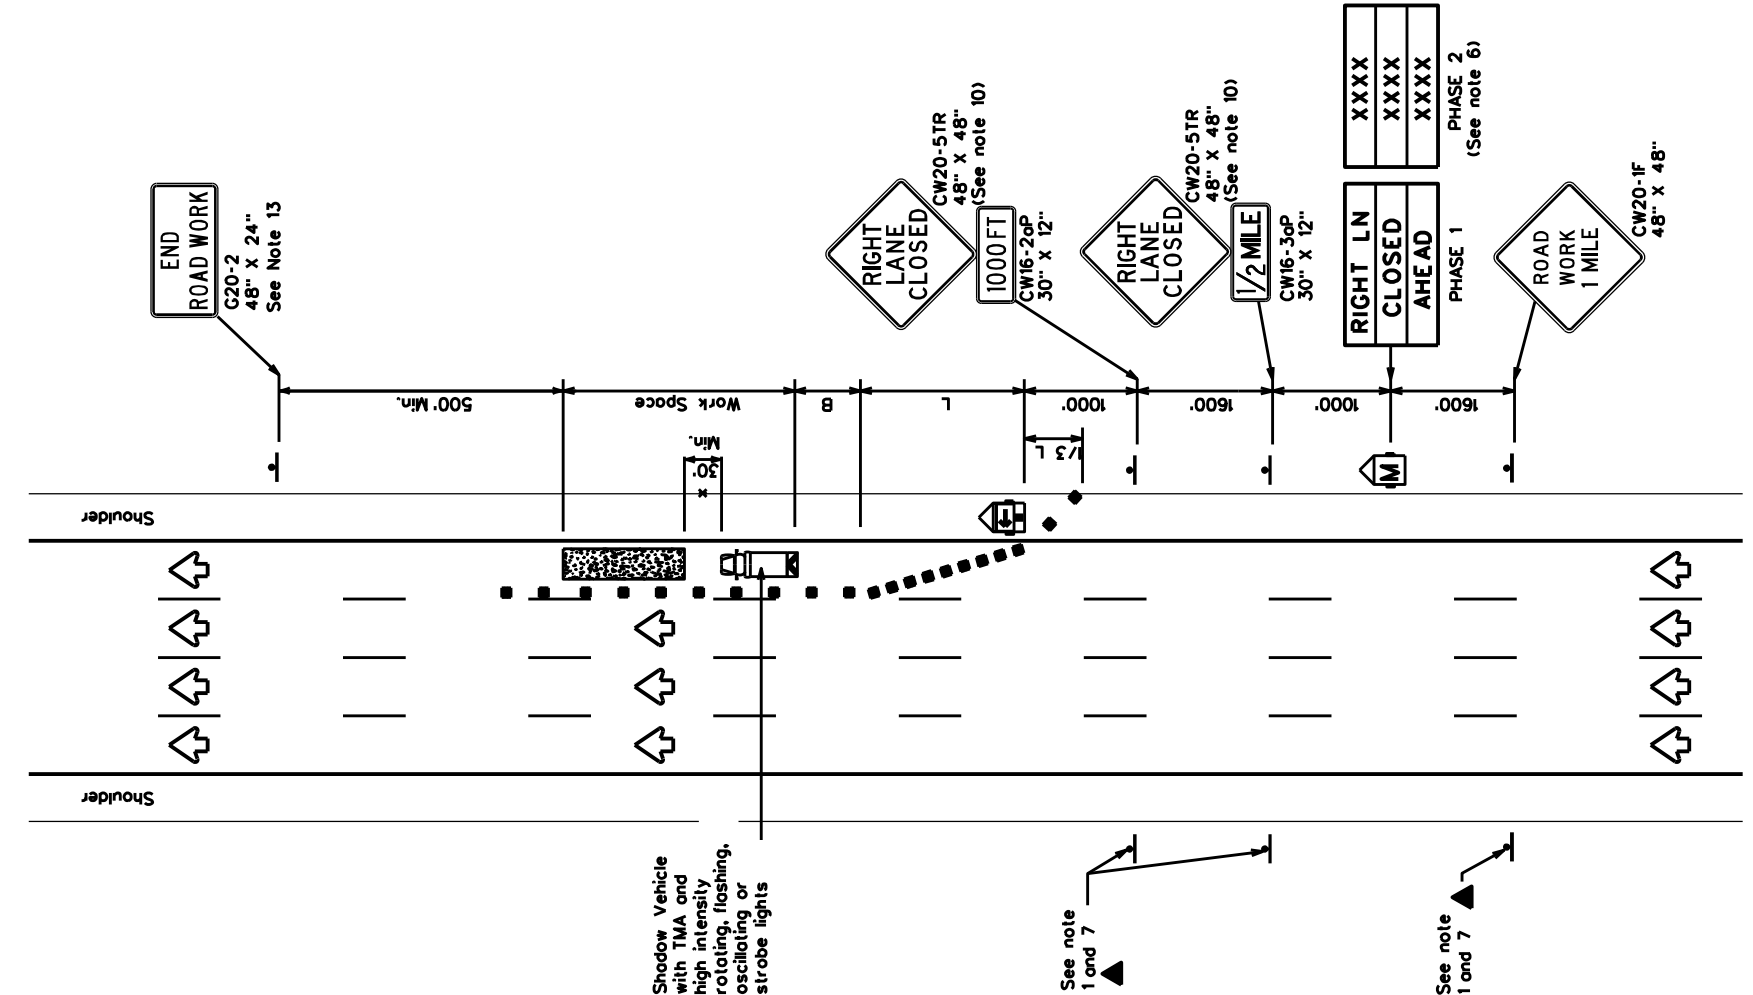 END
ROAD WORK
G20-2
48" X 24"
See Note 13
RIGHT
LANE
CLOSED
1000 FT
CW20-5TR
48" X 48"
(See note 10)
CW16-2aP
30" X 12"
RIGHT
LANE
CLOSED
1/2 MILE
CW20-5TR
48" X 48"
(See note 10)
CW16-3aP
30" X 12"
XXXX
XXXX
XXXX
PHASE 2
(See note 6)
RIGHT LN
CLOSED
AHEAD
PHASE 1
ROAD
WORK
1 MILE
CW20-1F
48" X 48"
500' Min.
Work Space
B
L
1000'
1600'
1000'
1600'
Min.
30'
x
1/3 L
M
Shoulder
Shoulder
Shadow Vehicle
with TMA and
high intensity
rotating, flashing,
oscillating or
strobe lights
See note
1 and 7
See note
1 and 7